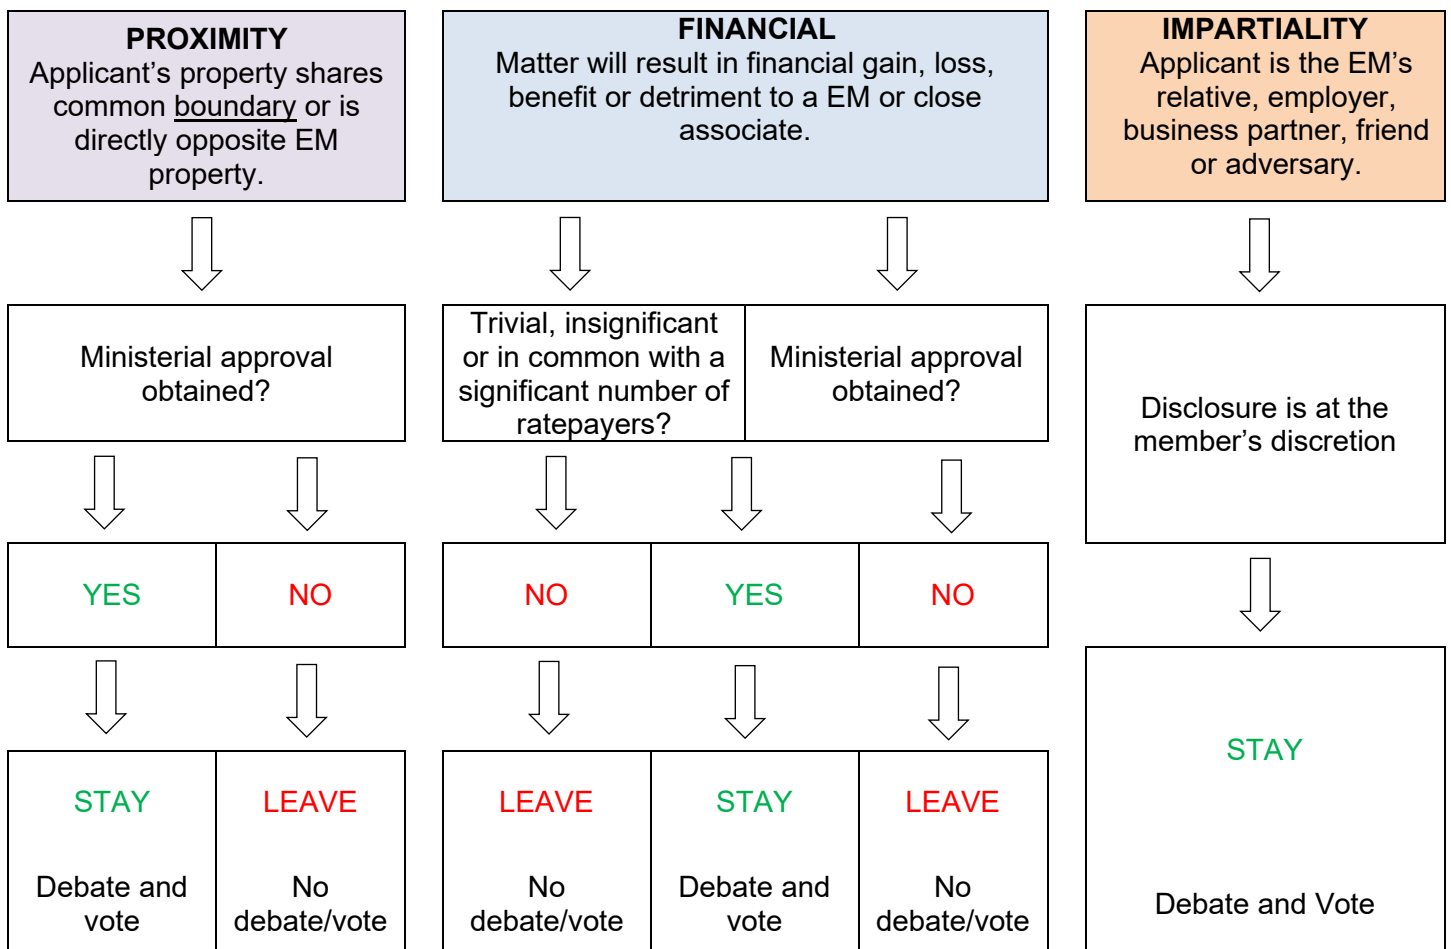 PROXIMITY
Applicant’s property shares
common boundary or is
directly opposite EM
property.
FINANCIAL
Matter will result in financial gain, loss,
benefit or detriment to a EM or close
associate.
IMPARTIALITY
Applicant is the EM’s
relative, employer,
business partner, friend
or adversary.
Ministerial approval
obtained?
Trivial, insignificant
or in common with a
significant number of
ratepayers?
Ministerial approval
obtained?
Disclosure is at the
member’s discretion
YES
NO
NO
YES
NO
STAY
Debate and
vote
LEAVE
No
debate/vote
LEAVE
No
debate/vote
STAY
Debate and
vote
LEAVE
No
debate/vote
STAY
Debate and Vote